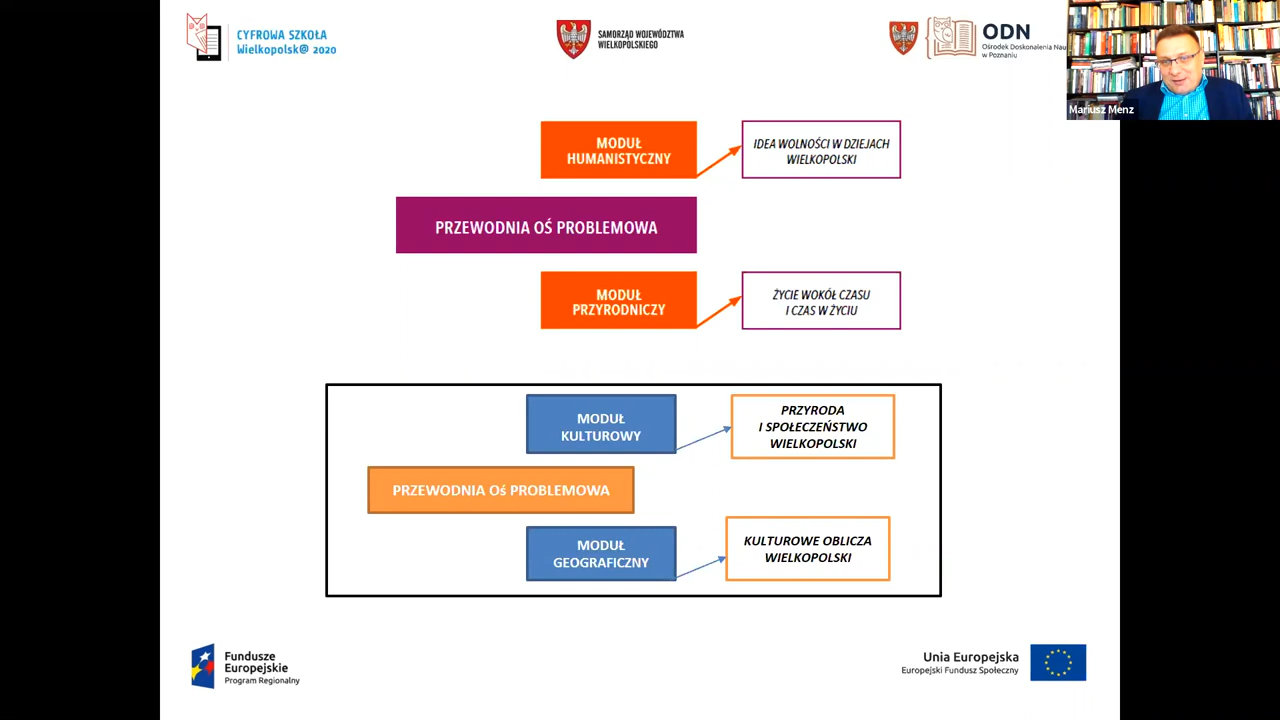 CYFROWA SZKOŁA
Wielkopolsk@ 2020
SAMORZĄD WOJEWÓDZTWA
WIELKOPOLSKIEGO
ODN
Ośrodek Doskonalenia Nau
w Poznaniu
Mariusz Menz
MODUŁ
HUMANISTYCZNY
IDEA WOLNOŚCI W DZIEJACH
WIELKOPOLSKI
PRZEWODNIA OŚ PROBLEMOWA
MODUŁ
PRZYRODNICZY
ŻYCIE WOKÓŁ CZASU
I CZAS W ŻYCIU
MODUŁ
KULTUROWY
PRZYRODA
I SPOŁECZEŃSTWO
WIELKOPOLSKI
PRZEWODNIA Oś PROBLEMOWA
MODUŁ
GEOGRAFICZNY
KULTUROWE OBLICZA
WIELKOPOLSKI
Fundusze
Europejskie
Program Regionalny
Unia Europejska
Europejski Fundusz Społeczny